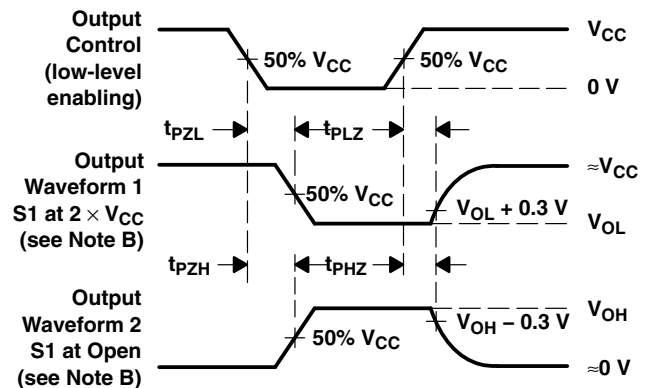 Output
Control
(low-level
enabling)
50% VCC
50% VCC
VCC
0 V
tPZL
tPLZ
Output
Waveform 1
S1 at 2 × VCC
(see Note B)
50% VCC
≈VCC
VOL + 0.3 V
VOL
tPZH
tPHZ
Output
Waveform 2
S1 at Open
(see Note B)
50% VCC
VOH
VOH − 0.3 V
≈0 V